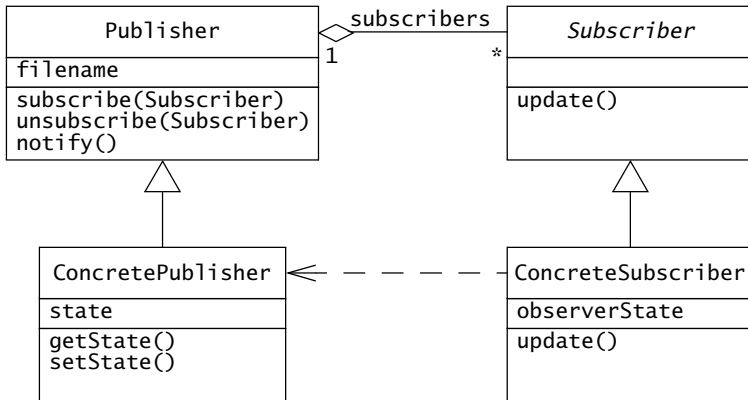 Publisher
filename
subscribe(Subscriber)
unsubscribe(Subscriber)
notify()
subscribers
1
*
Subscriber
update()
ConcretePublisher
state
getState()
setState()
ConcreteSubscriber
observerState
update()